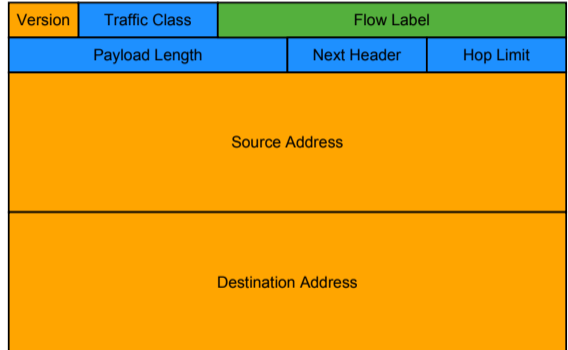 Version Traffic Class Flow Label
Payload Length Next Header Hop Limit
Source Address
Destination Address